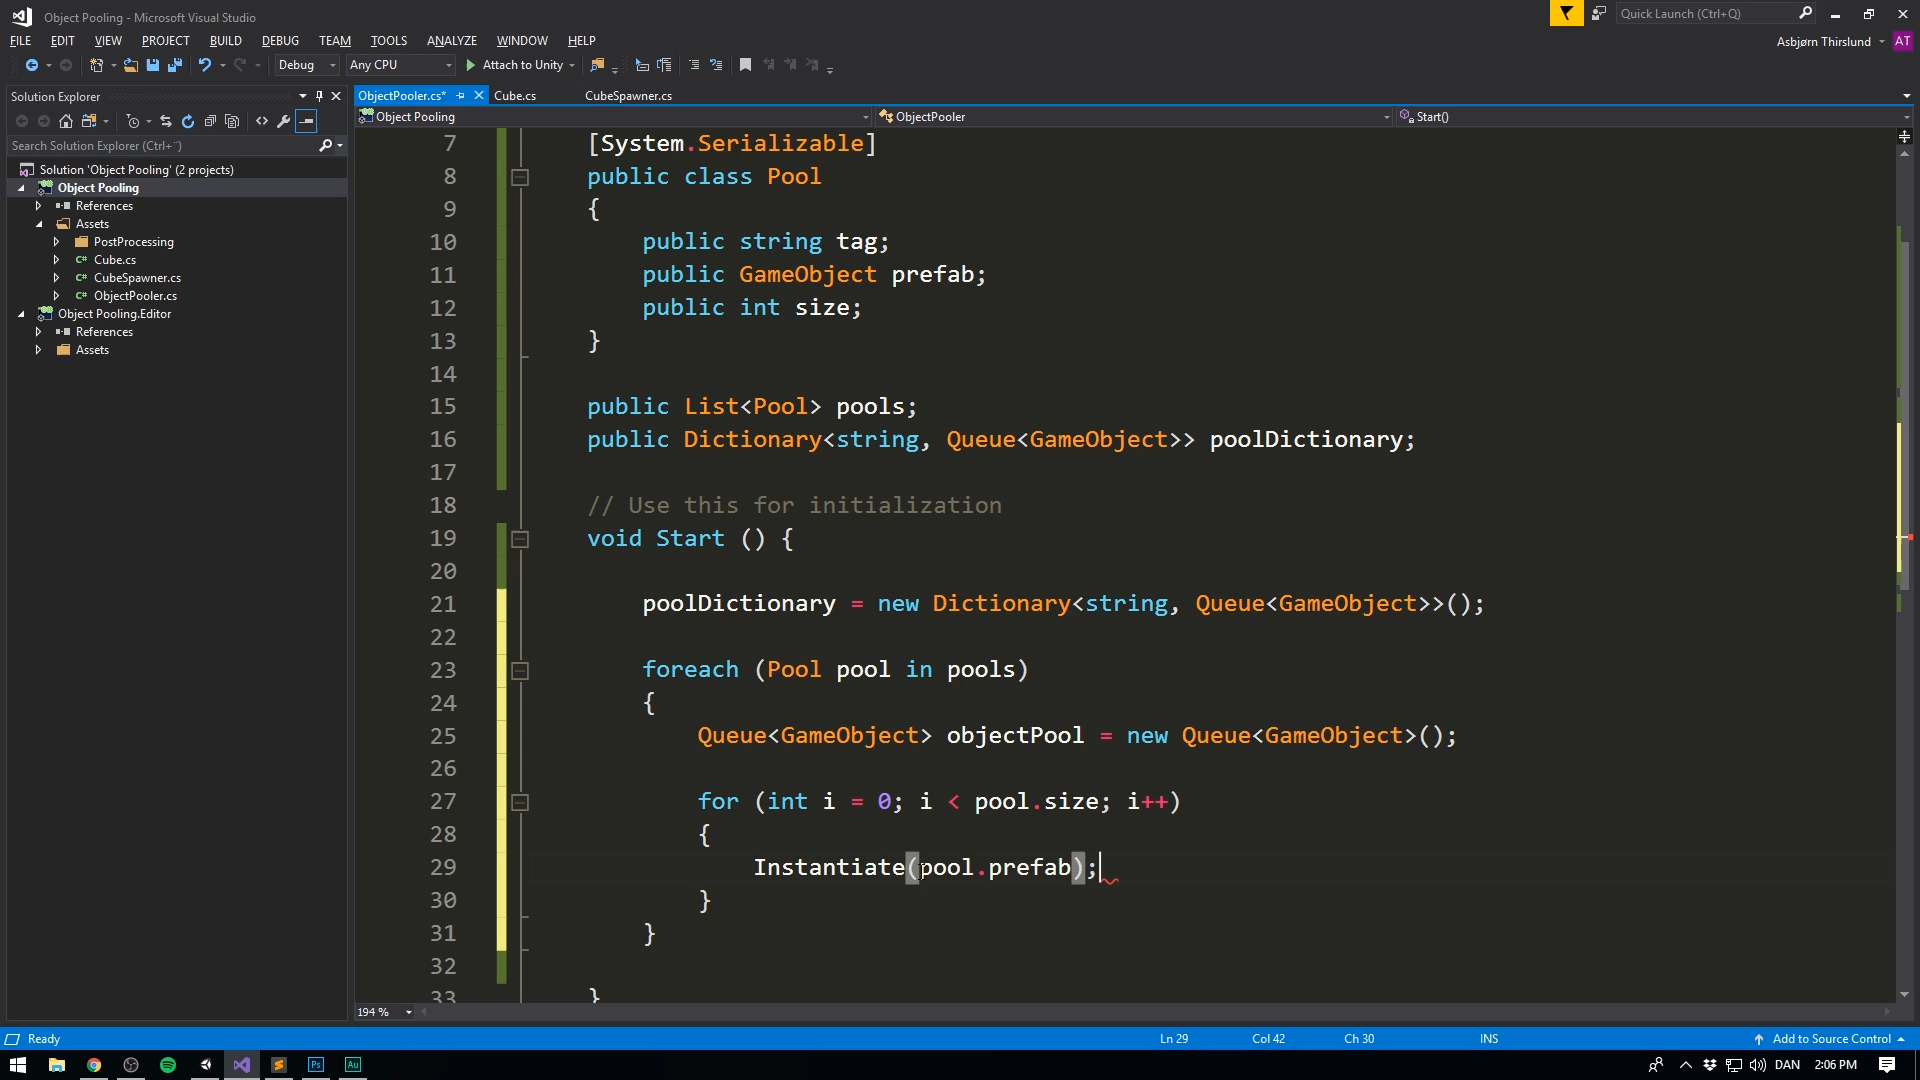 Object Pooling - Microsoft Visual Studio
Quick Launch (Ctrl+Q)
FILE EDIT VIEW PROJECT BUILD DEBUG TEAM TOOLS ANALYZE WINDOW HELP
Asbjørn Thirslund AT
Debug Any CPU Attach to Unity
Solution Explorer
ObjectPooler.cs* Cube.cs CubeSpawner.cs
Object Pooling ObjectPooler Start()
Search Solution Explorer (Ctrl+¨)
Solution 'Object Pooling' (2 projects)
Object Pooling
References
Assets
PostProcessing
C# Cube.cs
C# CubeSpawner.cs
C# ObjectPooler.cs
Object Pooling.Editor
References
Assets
7 [System.Serializable]
8 public class Pool
9 {
10 public string tag;
11 public GameObject prefab;
12 public int size;
13 }
14
15 public List<Pool> pools;
16 public Dictionary<string, Queue<GameObject>> poolDictionary;
17
18 // Use this for initialization
19 void Start () {
20
21 poolDictionary = new Dictionary<string, Queue<GameObject>>();
22
23 foreach (Pool pool in pools)
24 {
25 Queue<GameObject> objectPool = new Queue<GameObject>();
26
27 for (int i = 0; i < pool.size; i++)
28 {
29 Instantiate(pool.prefab);
30 }
31 }
32
33 }
194 %
Ready Ln 29 Col 42 Ch 30 INS Add to Source Control
Ps Au DAN 2:06 PM